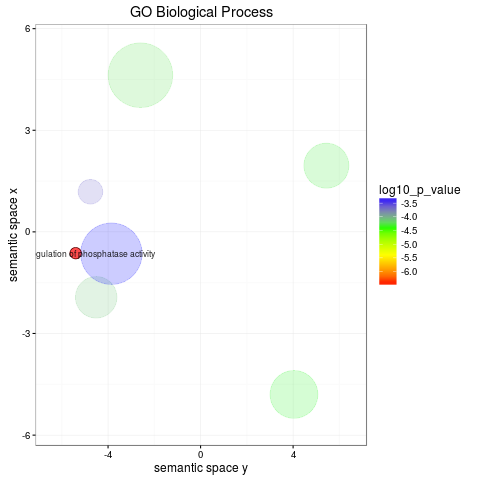 GO Biological Process
semantic space x
6
3
0
-3
-6
gulation of phosphatase activity
-4
0
4
semantic space y
log10_p_value
-3.5
-4.0
-4.5
-5.0
-5.5
-6.0